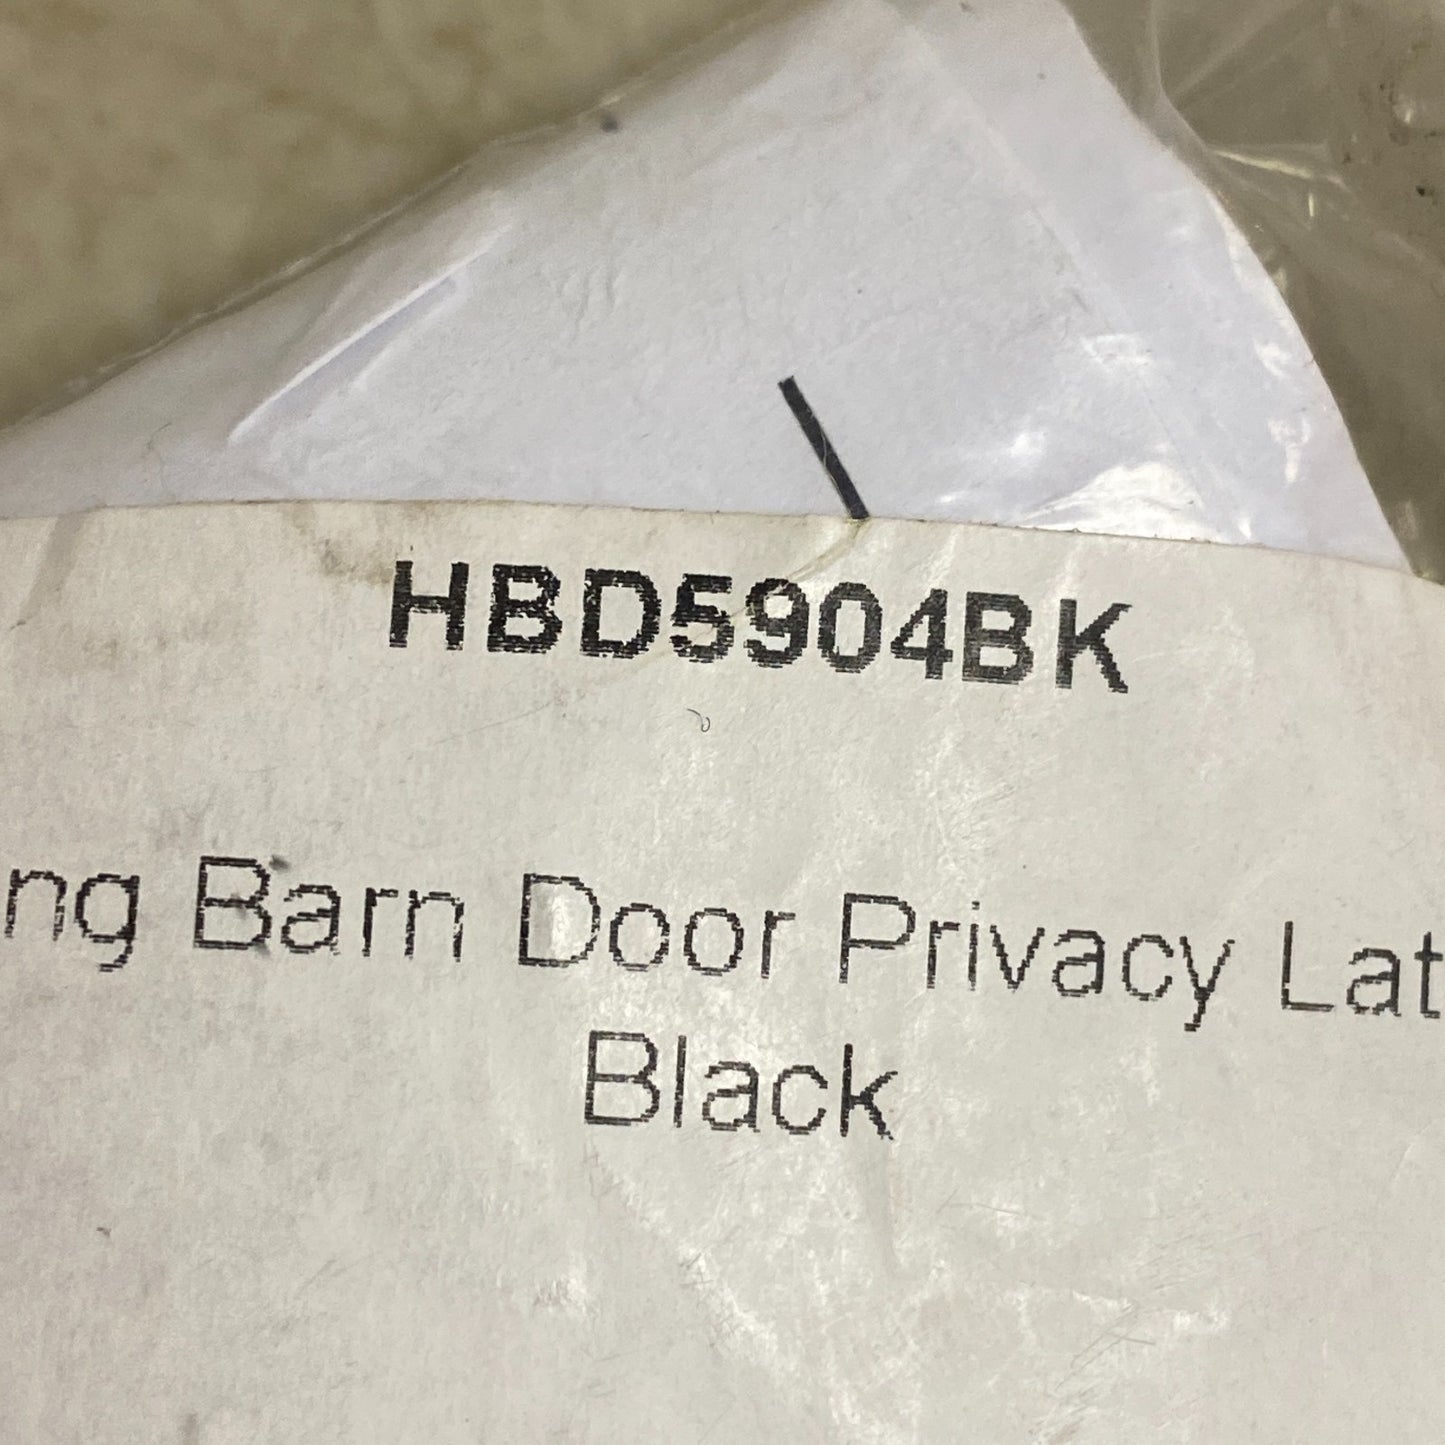 HBD5904BK
ng Barn Door Privacy Lat
Black